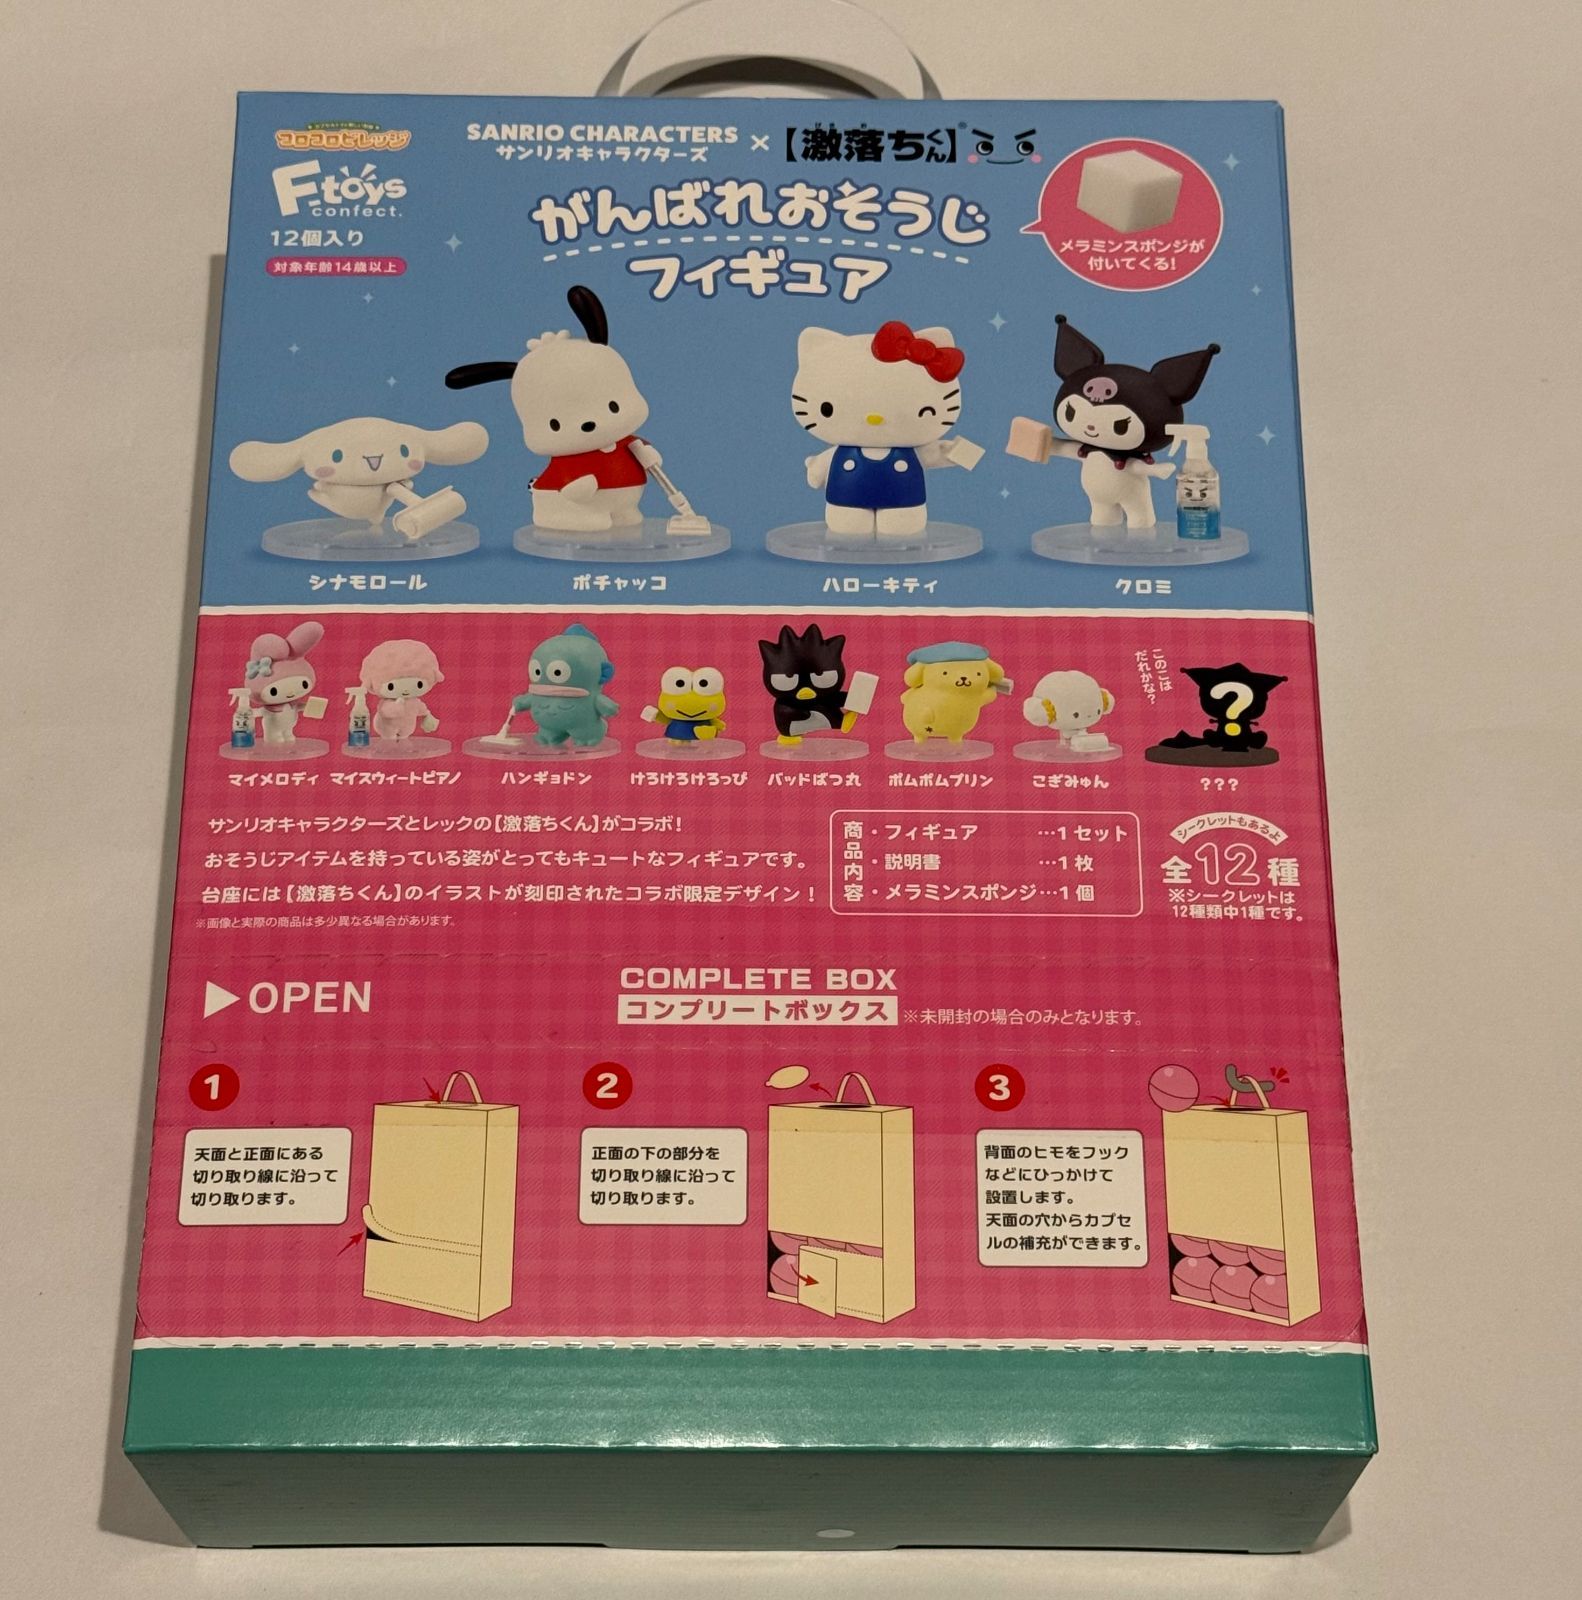 コロコロビレッジ
F-toys
confect.
12個入り
対象年齢14歳以上
SANRIO CHARACTERS
サンリオキャラクターズ
×
【激落ちくん】
がんばれおそうじ
フィギュア
メラミンスポンジが
付いてくる!
シナモロール
ポチャッコ
ハローキティ
クロミ
このこは
だれかな?
?
マイメロディ
マイスウィートピアノ
ハンギョドン
けろけろけろっぴ
バッドばつ丸
ポムポムプリン
こぎみゅん
???
サンリオキャラクターズとレックの【激落ちくん】がコラボ!
おそうじアイテムを持っている姿がとってもキュートなフィギュアです。
台座には【激落ちくん】のイラストが刻印されたコラボ限定デザイン!
※画像と実際の商品は多少異なる場合があります。
商品内容
・フィギュア …1セット
・説明書 …1枚
・メラミンスポンジ…1個
シークレットもあるよ
全12種
※シークレットは
12種類中1種です。
▶OPEN
COMPLETE BOX
コンプリートボックス ※未開封の場合のみとなります。
1
天面と正面にある
切り取り線に沿って
切り取ります。
2
正面の下の部分を
切り取り線に沿って
切り取ります。
3
背面のヒモをフック
などにひっかけて
設置します。
天面の穴からカプセ
ルの補充ができます。